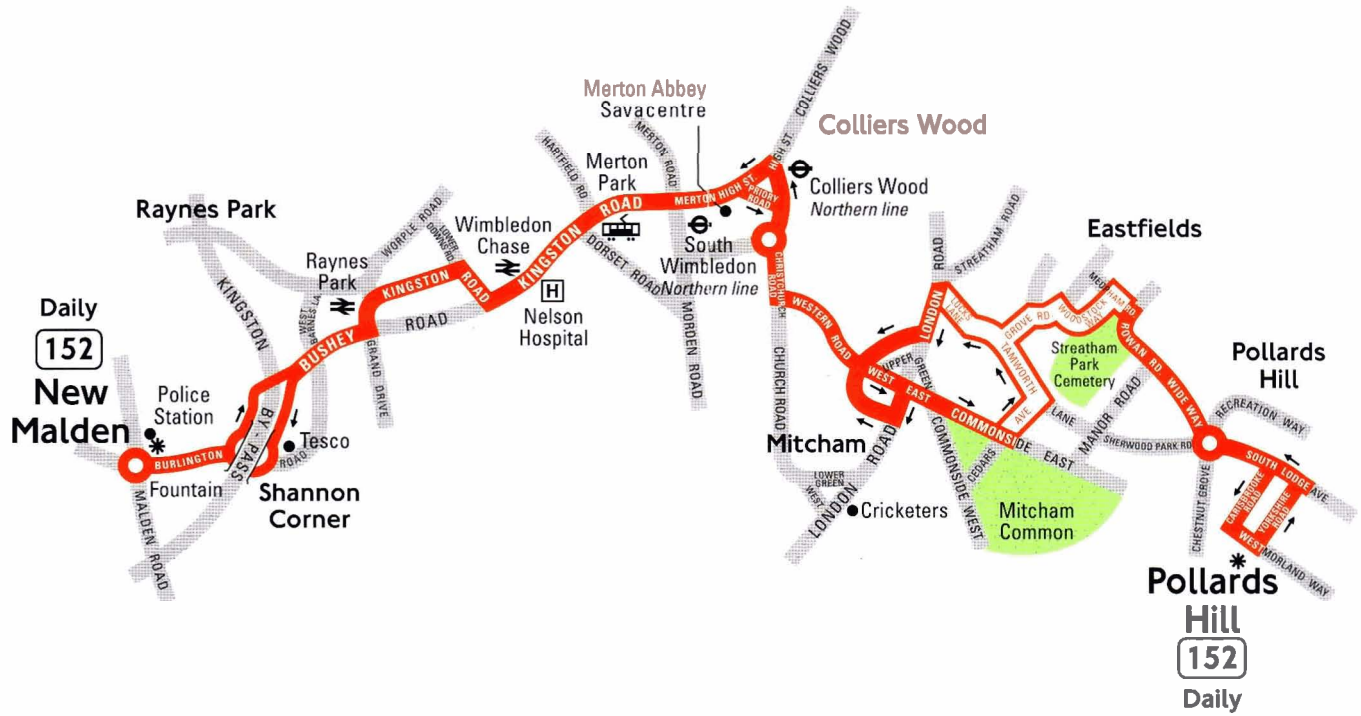 Merton Abbey
Savacentre
COLLIERS WOOD
Colliers Wood
HIGH ST.
Colliers Wood
Northern line
HARTFIELD RD
MERTON ROAD
Merton
Park
MERTON HIGH ST.
PRIORY
ROAD
Raynes Park
WORPLE ROAD
LOWER
DOWNS RD
Wimbledon
Chase
KINGSTON ROAD
DORSET ROAD
South
Wimbledon
Northern line
CHRISTCHURCH
ROAD
STREATHAM ROAD
ROAD
Eastfields
Raynes
Park
KINGSTON
ROAD
H
Nelson
Hospital
MORDEN ROAD
WESTERN ROAD
LONDON
LOCKS
LANE
GROVE RD.
WOODSTOCK
WAY
MEOPHAM
RD
KINGSTON
WEST
BARNES LA
BUSHEY
ROAD
GRAND DRIVE
Daily
152
New
Malden
Police
Station
CHURCH ROAD
UPPER GREEN
WEST EAST
TAMWORTH
AVE
Streatham
Park
Cemetery
ROWAN RD WIDE WAY
Pollards
Hill
RECREATION WAY
BURLINGTON
BY-PASS
ROAD
Tesco
Fountain
Shannon
Corner
MALDEN ROAD
Mitcham
ROAD
COMMONSIDE EAST
LANE
MANOR ROAD
SHERWOOD PARK RD
LOWER
GREEN
WEST
LONDON
Cricketers
COMMONSIDE WEST
CEDARS
Mitcham
Common
CHESTNUT GROVE
SOUTH LODGE AVE
CARISBROOKE
ROAD
YORKSHIRE
ROAD
WESTMORLAND WAY
Pollards
Hill
152
Daily